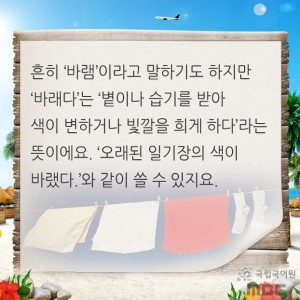 흔히 ‘바램’이라고 말하기도 하지만
‘바래다’는 ‘볕이나 습기를 받아
색이 변하거나 빛깔을 희게 하다’라는
뜻이에요. ‘오래된 일기장의 색이
바랬다.’와 같이 쓸 수 있지요.
국립국어원
MBC